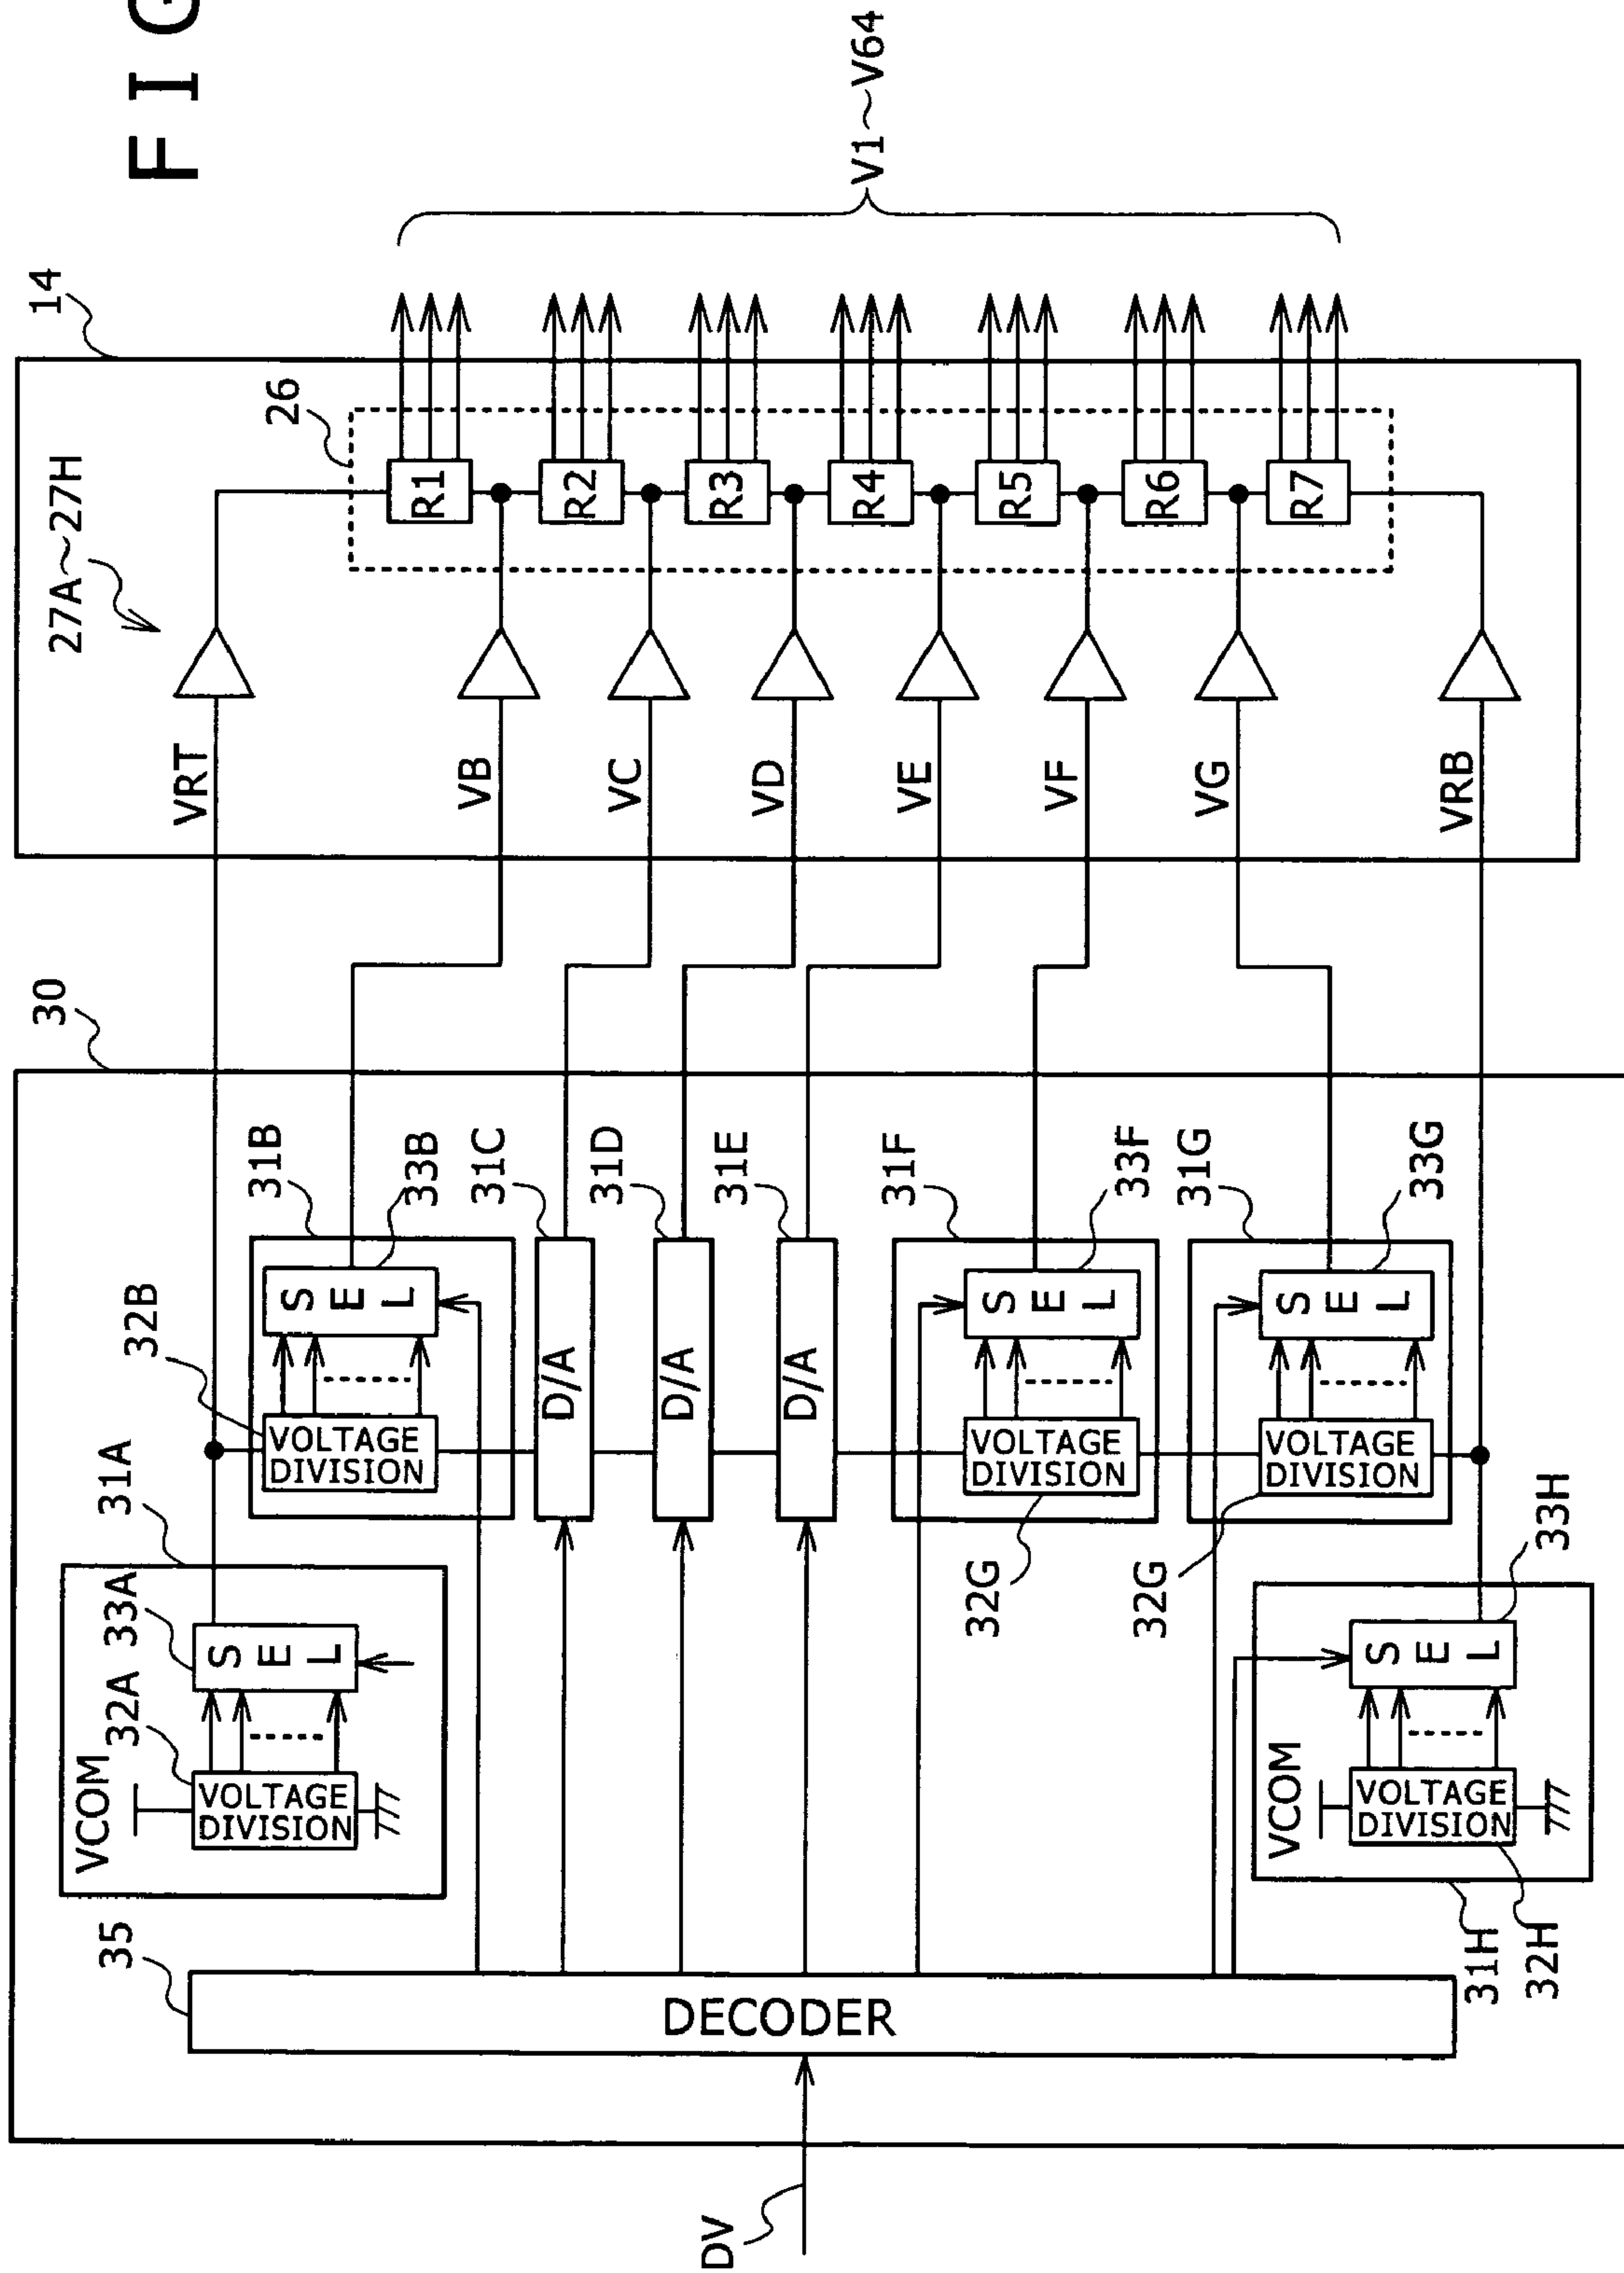 FIG
30
14
27A~27H
26
35
31A
VCOM
32A
33A
VOLTAGE
DIVISION
SEL
32B
31B
VOLTAGE
DIVISION
SEL
33B
VRT
VB
R1
31C
D/A
VC
R2
31D
D/A
VD
R3
31E
D/A
VE
R4
V1~V64
DV
DECODER
31F
VOLTAGE
DIVISION
SEL
32G
33F
VF
R5
31G
VOLTAGE
DIVISION
SEL
32G
33G
VG
R6
VRB
R7
VCOM
VOLTAGE
DIVISION
SEL
33H
31H
32H